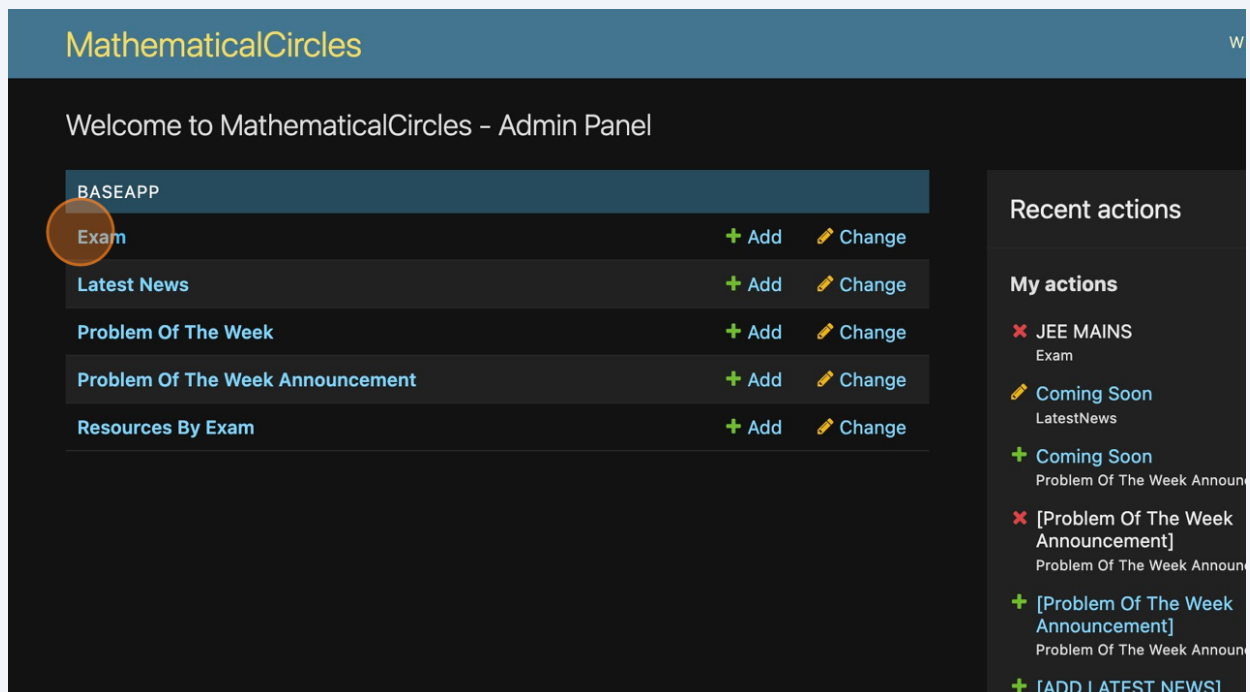 MathematicalCircles
W
Welcome to MathematicalCircles - Admin Panel
BASEAPP
Exam Add Change
Latest News Add Change
Problem Of The Week Add Change
Problem Of The Week Announcement Add Change
Resources By Exam Add Change
Recent actions
My actions
JEE MAINS
Exam
Coming Soon
LatestNews
Coming Soon
Problem Of The Week Announ
[Problem Of The Week
Announcement]
Problem Of The Week Announ
[Problem Of The Week
Announcement]
Problem Of The Week Announ
[ADD LATEST NEWS]